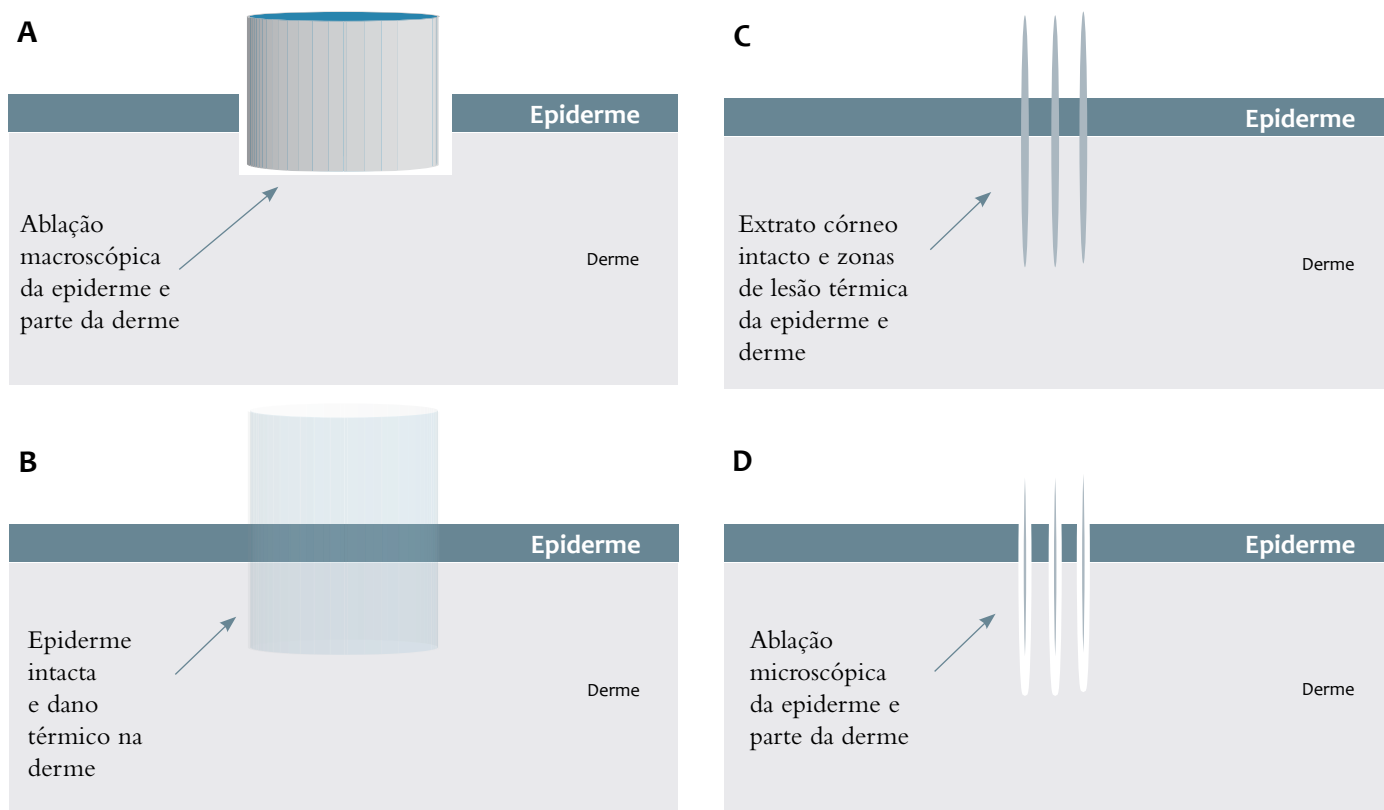 A
Epiderme
Ablação
macroscópica
da epiderme e
parte da derme
Derme
B
Epiderme
Epiderme
intacta
e dano
térmico na
derme
Derme
C
Epiderme
Extrato córneo
intacto e zonas
de lesão térmica
da epiderme e
derme
Derme
D
Epiderme
Ablação
microscópica
da epiderme e
parte da derme
Derme